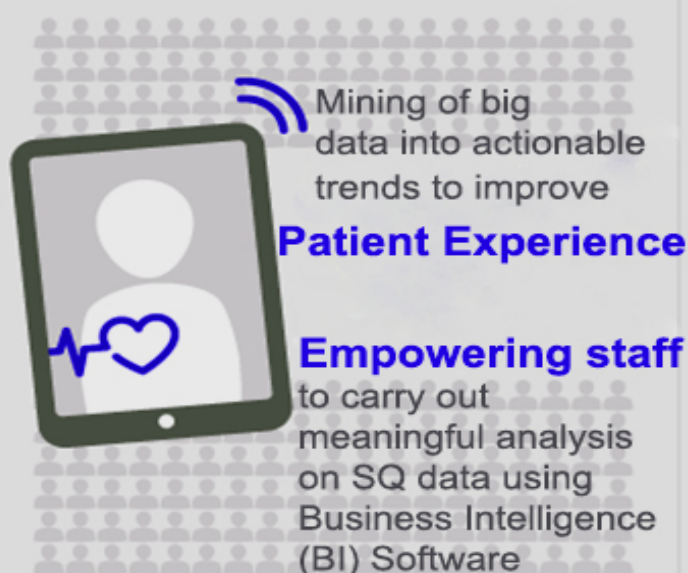 Mining of big
data into actionable
trends to improve
Patient Experience
Empowering staff
to carry out
meaningful analysis
on SQ data using
Business Intelligence
(BI) Software